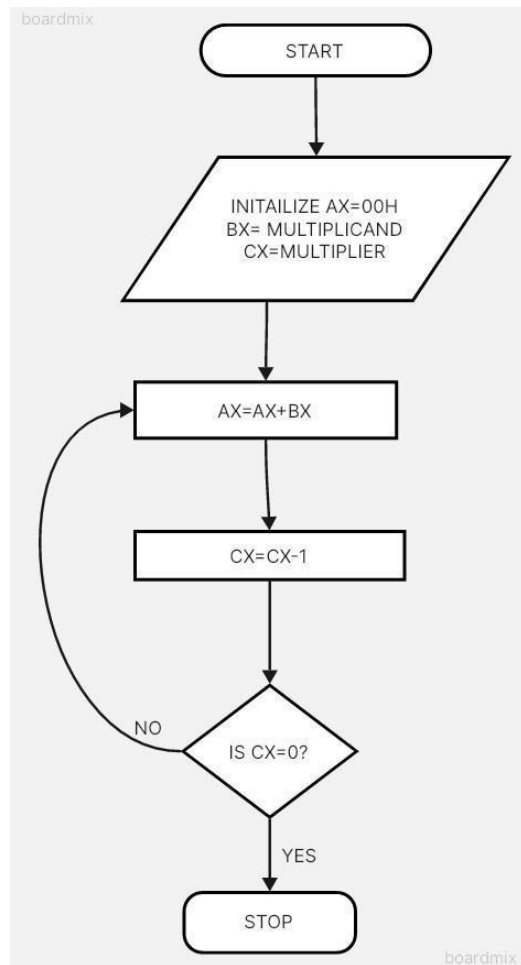 boardmix
START
INITAILIZE AX=00H
BX= MULTIPLICAND
CX=MULTIPLIER
AX=AX+BX
CX=CX-1
NO
IS CX=0?
YES
STOP
boardmix